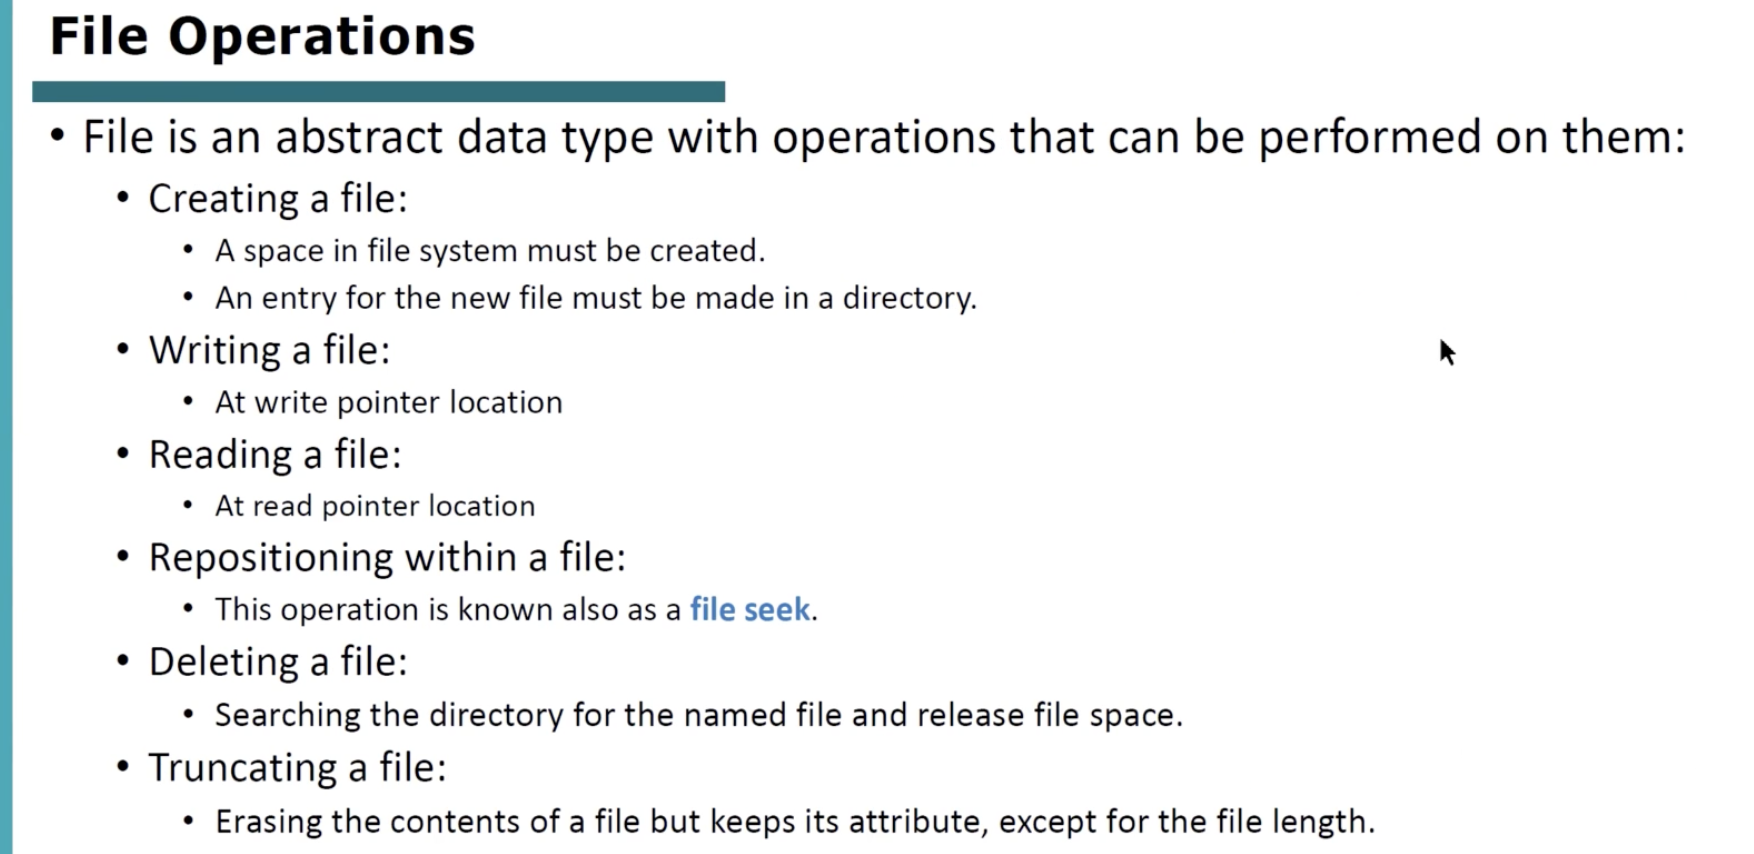 File Operations
• File is an abstract data type with operations that can be performed on them:
• Creating a file:
• A space in file system must be created.
• An entry for the new file must be made in a directory.
• Writing a file:
• At write pointer location
• Reading a file:
• At read pointer location
• Repositioning within a file:
• This operation is known also as a file seek.
• Deleting a file:
• Searching the directory for the named file and release file space.
• Truncating a file:
• Erasing the contents of a file but keeps its attribute, except for the file length.